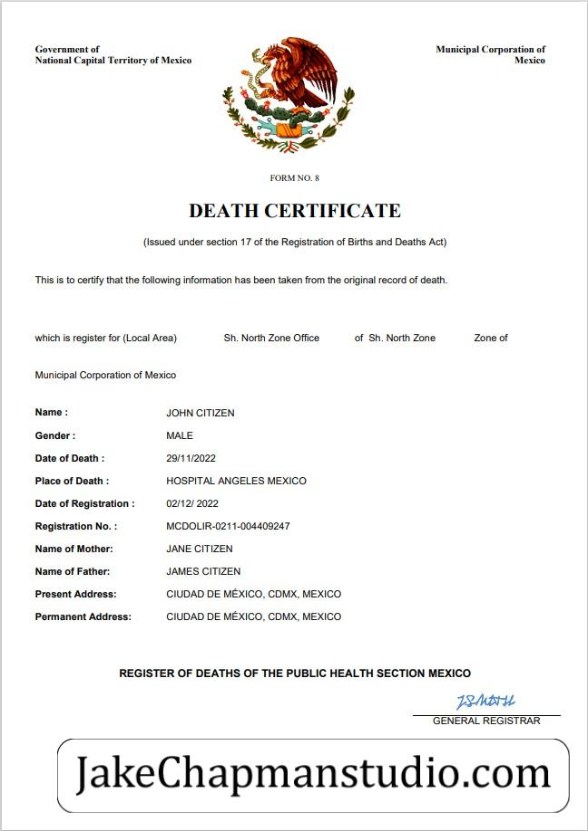 Government of
National Capital Territory of Mexico
Municipal Corporation of
Mexico
FORM NO. 8
DEATH CERTIFICATE
(Issued under section 17 of the Registration of Births and Deaths Act)
This is to certify that the following information has been taken from the original record of death.
which is register for (Local Area) Sh. North Zone Office of Sh. North Zone Zone of
Municipal Corporation of Mexico
Name : JOHN CITIZEN
Gender : MALE
Date of Death : 29/11/2022
Place of Death : HOSPITAL ANGELES MEXICO
Date of Registration : 02/12/ 2022
Registration No. : MCDOLIR-0211-004409247
Name of Mother: JANE CITIZEN
Name of Father: JAMES CITIZEN
Present Address: CIUDAD DE MÉXICO, CDMX, MEXICO
Permanent Address: CIUDAD DE MÉXICO, CDMX, MEXICO
REGISTER OF DEATHS OF THE PUBLIC HEALTH SECTION MEXICO
GENERAL REGISTRAR
JakeChapmanstudio.com